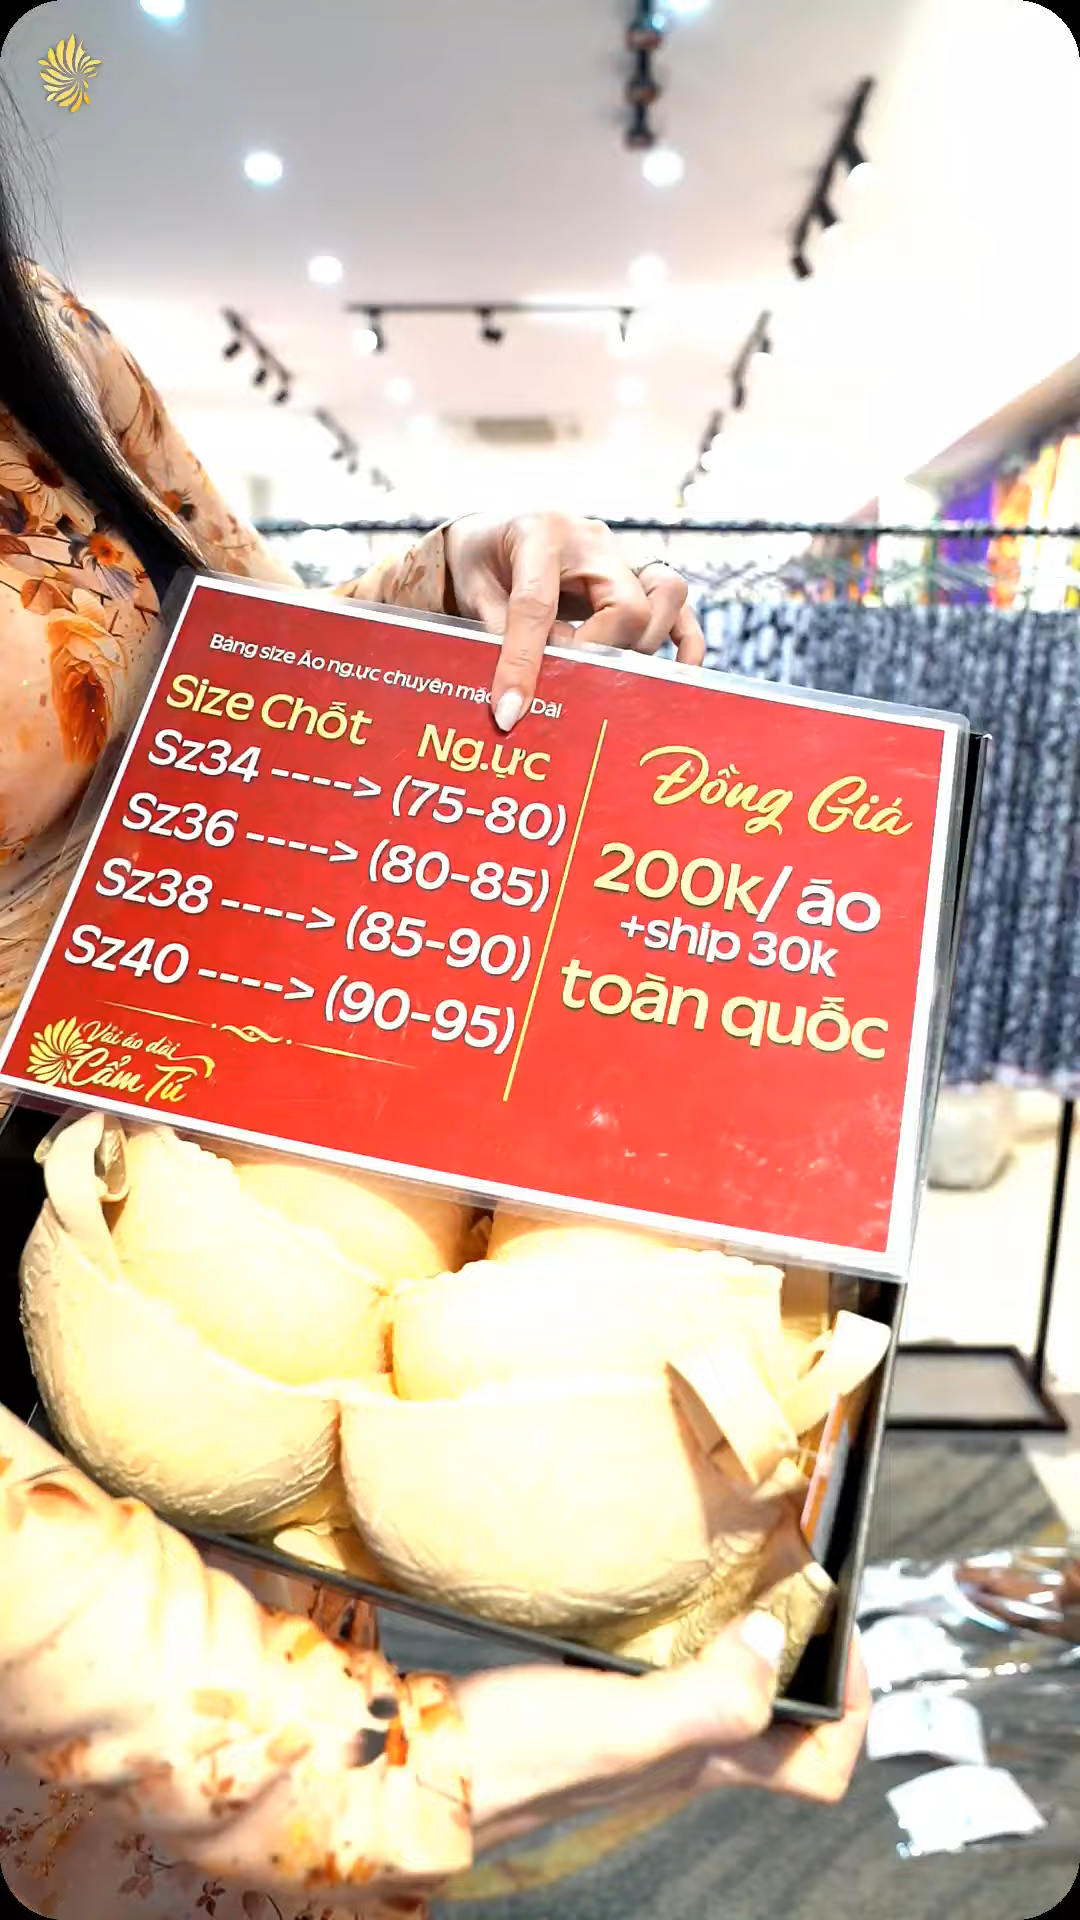 Bảng size Áo ng.ực chuyên mặc Dài
Size Chốt Ng.ực
Sz34 ----> (75-80)
Sz36 ----> (80-85)
Sz38 ----> (85-90)
Sz40 ----> (90-95)
Vải áo dài
Cẩm Tú
Đồng Giá
200k/ áo
+ship 30k
toàn quốc